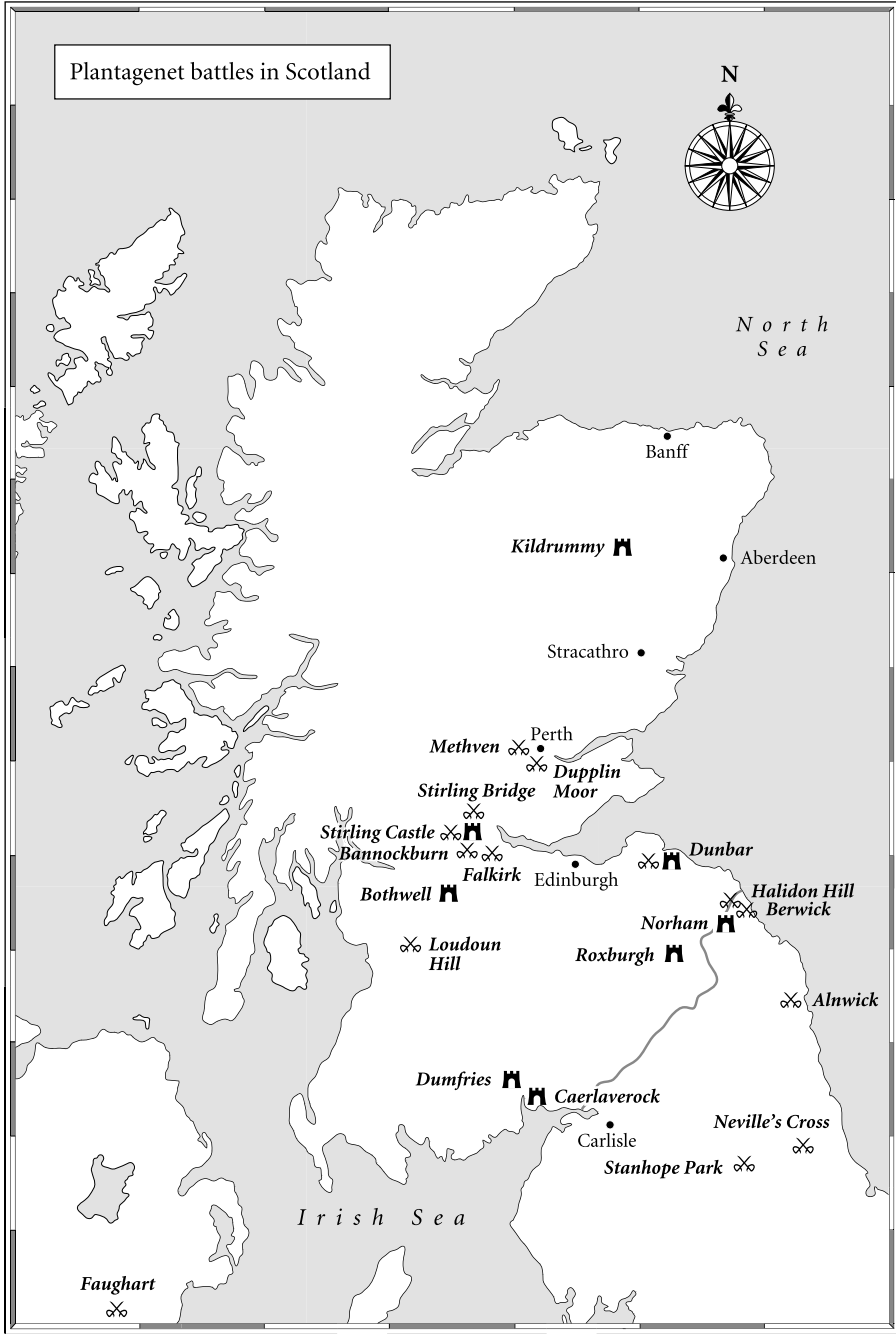 Plantagenet battles in Scotland
N
North
Sea
Banff
Kildrummy
Aberdeen
Stracathro
Perth
Methven
Dupplin
Moor
Stirling Bridge
Stirling Castle
Bannockburn
Falkirk
Edinburgh
Dunbar
Bothwell
Halidon Hill
Berwick
Norham
Loudoun
Hill
Roxburgh
Alnwick
Dumfries
Caerlaverock
Neville's Cross
Carlisle
Stanhope Park
Irish Sea
Faughart